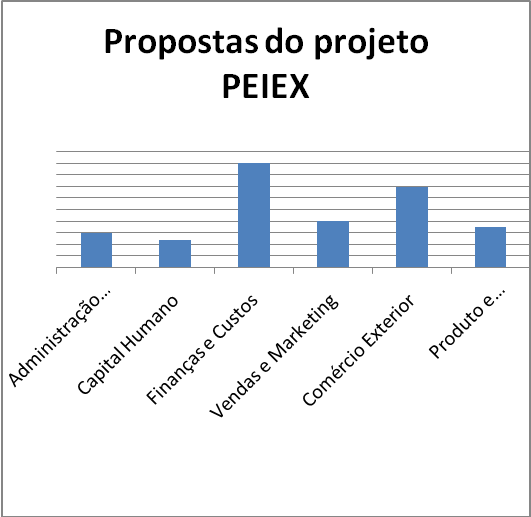 Propostas do projeto
PEIEX
Administração...
Capital Humano
Finanças e Custos
Vendas e Marketing
Comércio Exterior
Produto e...